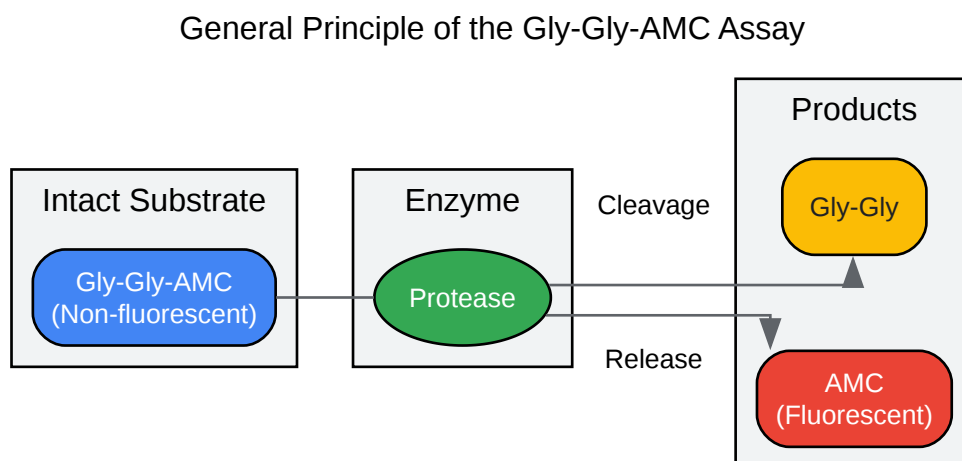 General Principle of the Gly-Gly-AMC Assay
Intact Substrate
Gly-Gly-AMC
(Non-fluorescent)
Enzyme
Protease
Cleavage
Release
Products
Gly-Gly
AMC
(Fluorescent)